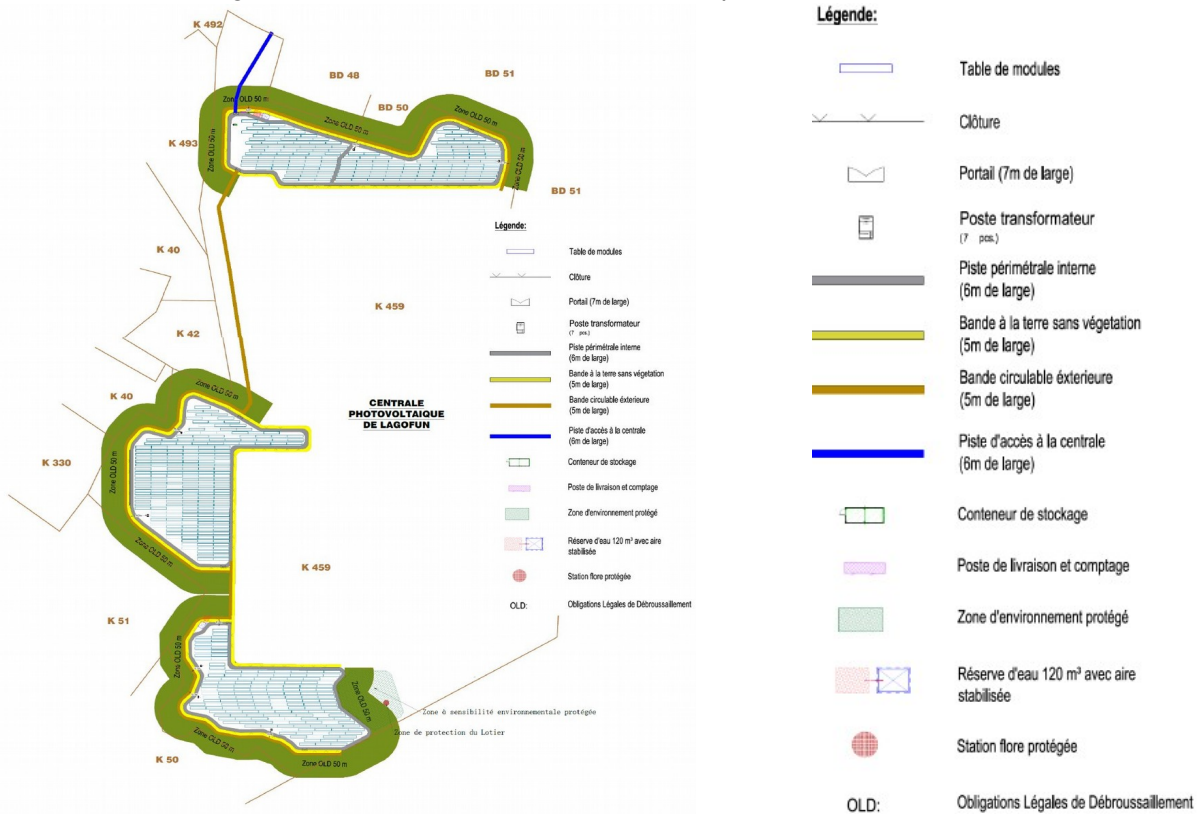 K 492
BD 48
BD 51
Zone OLD 50 m
BD 50
Zone OLD 50 m
K 493
Zone OLD 50 m
Zone OLD 50 m
BD 51
K 40
K 459
K 42
Zone OLD 50 m
K 40
CENTRALE
PHOTOVOLTAIQUE
DE LAGOFUN
K 330
Zone OLD 50 m
Zone OLD 50 m
K 459
K 51
Zone OLD 50 m
Zone OLD 50 m
Zone à sensibilité environnementale protégée
Zone de protection du Lotier
Zone OLD 50 m
K 50
Zone OLD 50 m
Légende:
Table de modules
Clôture
Portail (7m de large)
Poste transformateur
(7 pcs.)
Piste périmétrale interne
(6m de large)
Bande à la terre sans végétation
(5m de large)
Bande circulable éxterieure
(5m de large)
Piste d'accès à la centrale
(6m de large)
Conteneur de stockage
Poste de livraison et comptage
Zone d'environnement protégé
Réserve d'eau 120 m³ avec aire
stabilisée
Station flore protégée
OLD: Obligations Légales de Débroussaillement
Légende:
Table de modules
Clôture
Portail (7m de large)
Poste transformateur
(7 pcs.)
Piste périmétrale interne
(6m de large)
Bande à la terre sans végétation
(5m de large)
Bande circulable éxterieure
(5m de large)
Piste d'accès à la centrale
(6m de large)
Conteneur de stockage
Poste de livraison et comptage
Zone d'environnement protégé
Réserve d'eau 120 m³ avec aire
stabilisée
Station flore protégée
OLD: Obligations Légales de Débroussaillement